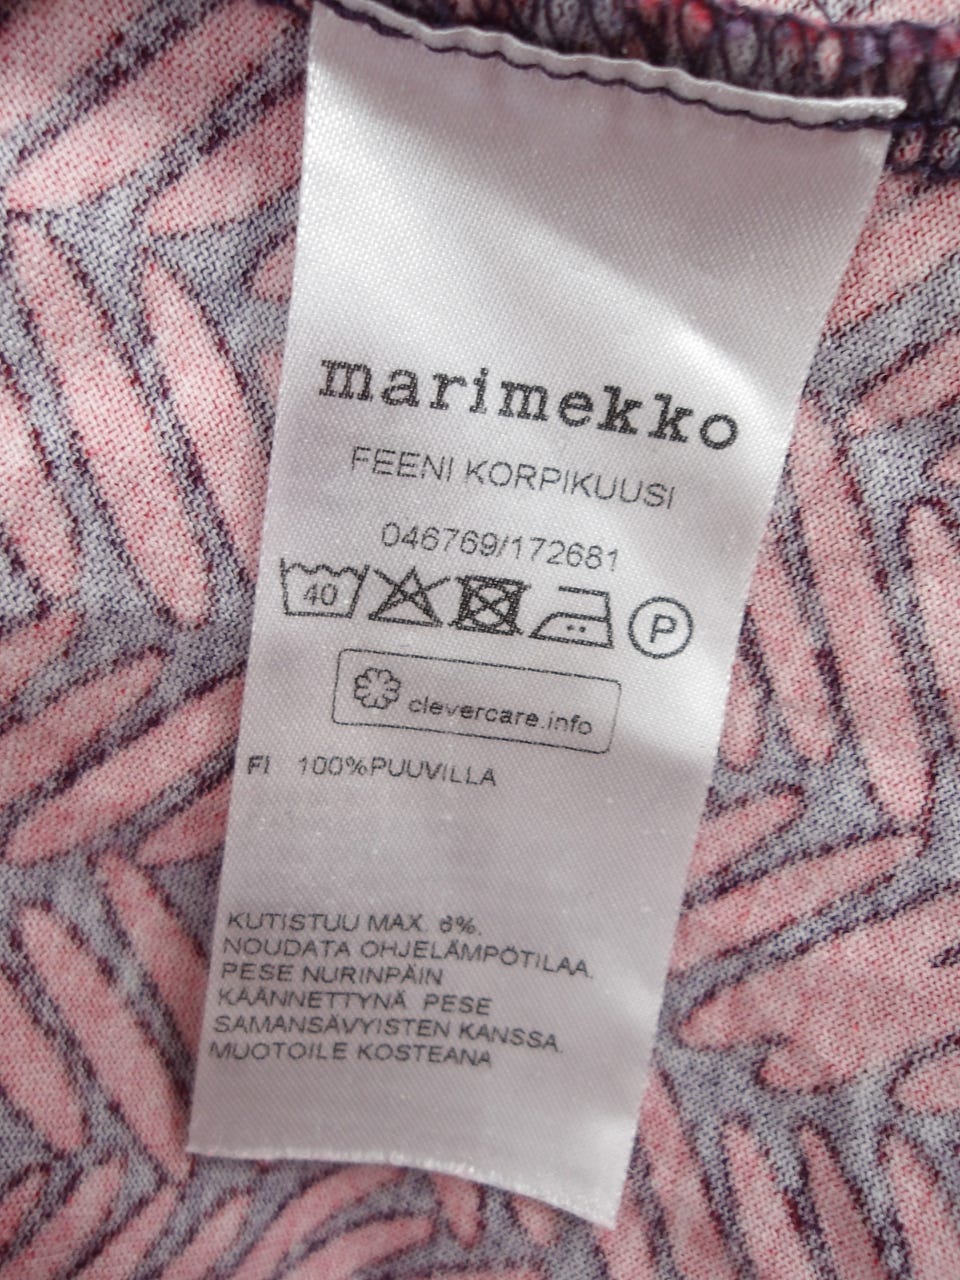 marimekko
FEENI KORPIKUUSI
046769/172681
40 P
clevercare.info
FI 100%PUUVILLA
KUTISTUU MAX. 6%.
NOUDATA OHJELÄMPÖTILAA.
PESE NURINPÄIN
KÄÄNNETTYNÄ PESE
SAMANSÄVYISTEN KANSSA.
MUOTOILE KOSTEANA